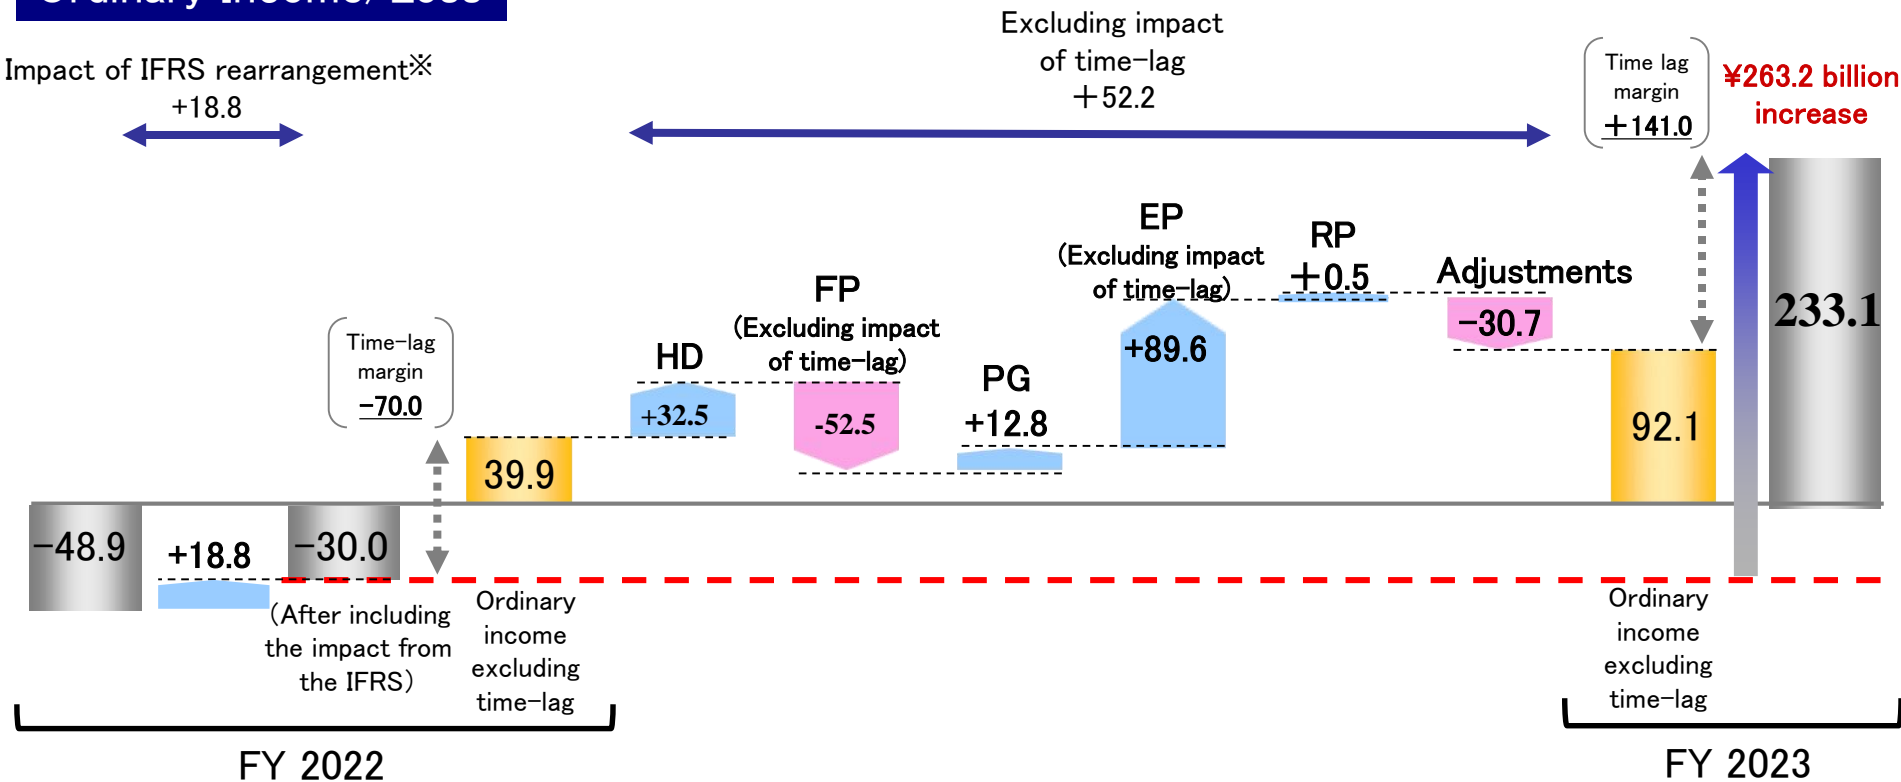 Ordinary Income/ Loss
Impact of IFRS rearrangement※
+18.8
Excluding impact
of time-lag
＋52.2
Time lag
margin
＋141.0
¥263.2 billion
increase
Time-lag
margin
-70.0
HD
+32.5
FP
(Excluding impact
of time-lag)
-52.5
PG
+12.8
EP
(Excluding impact
of time-lag)
+89.6
RP
＋0.5
Adjustments
-30.7
233.1
92.1
39.9
-48.9
+18.8
-30.0
(After including
the impact from
the IFRS)
Ordinary
income
excluding
time-lag
Ordinary
income
excluding
time-lag
FY 2022
FY 2023